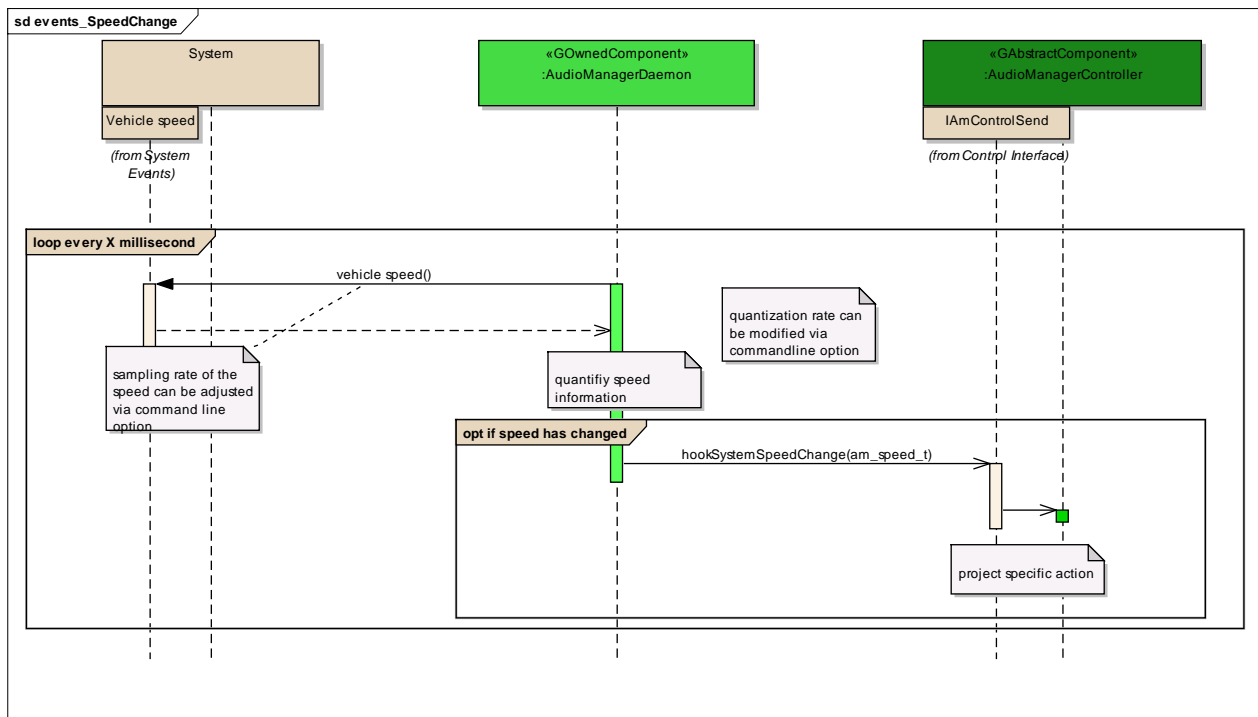 sd events_SpeedChange
System
«GOwnedComponent»
:AudioManagerDaemon
«GAbstractComponent»
:AudioManagerController
Vehicle speed
IAmControlSend
(from System
Events)
(from Control Interface)
loop every X millisecond
vehicle speed()
quantization rate can
be modified via
commandline option
sampling rate of the
speed can be adjusted
via command line
option
quantifiy speed
information
opt if speed has changed
hookSystemSpeedChange(am_speed_t)
project specific action